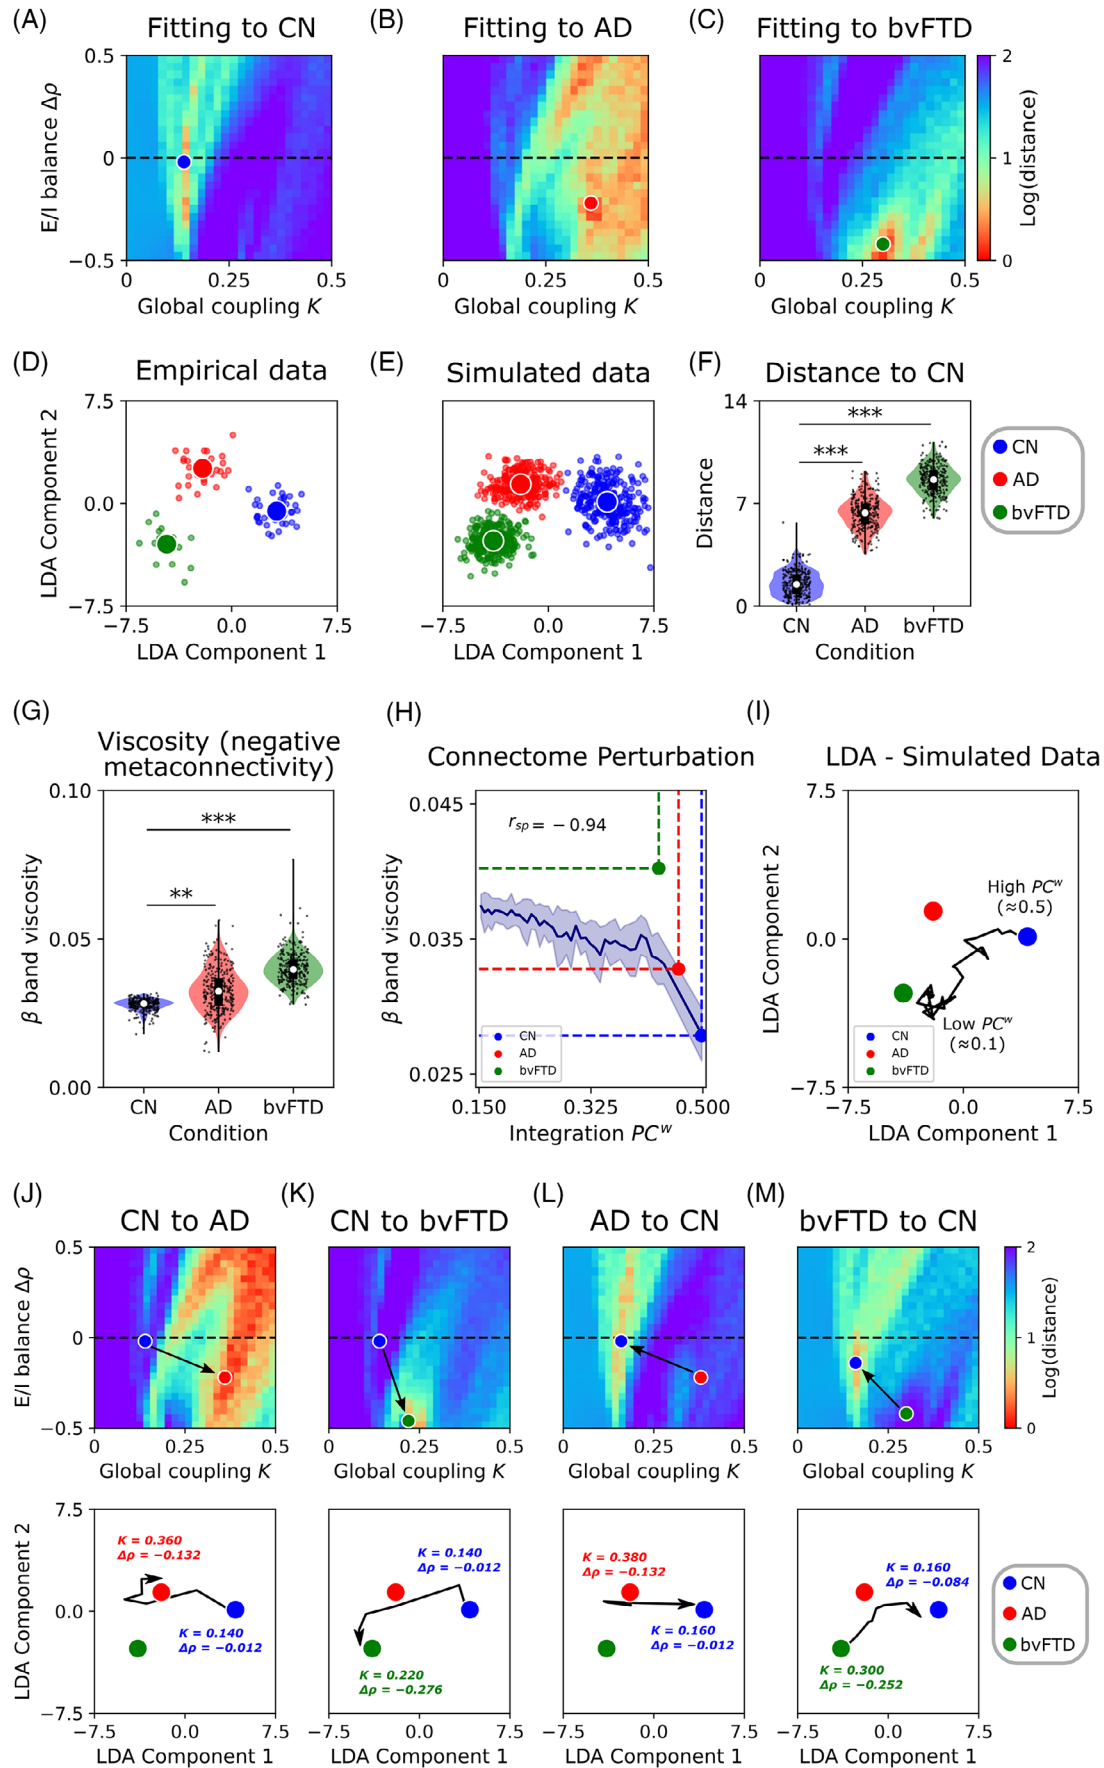 (A)
Fitting to CN
(B)
Fitting to AD
(C)
Fitting to bvFTD
E/I balance Δρ
0.5
0
−0.5
0
0.25
0.5
Global coupling K
0
0.25
0.5
Global coupling K
0
0.25
0.5
Global coupling K
2
1
0
Log(distance)
(D)
Empirical data
(E)
Simulated data
(F)
Distance to CN
LDA Component 2
7.5
0.0
−7.5
−7.5
0.0
7.5
LDA Component 1
−7.5
0.0
7.5
LDA Component 1
Distance
14
7
0
***
***
CN
AD
bvFTD
Condition
CN
AD
bvFTD
(G)
Viscosity (negative
metaconnectivity)
(H)
Connectome Perturbation
(I)
LDA - Simulated Data
β band viscosity
0.10
0.05
0.00
***
**
CN
AD
bvFTD
Condition
β band viscosity
0.045
0.035
0.025
rsp = −0.94
CN
AD
bvFTD
0.150
0.325
0.500
Integration PCʷ
LDA Component 2
7.5
0.0
−7.5
High PCʷ
(≈0.5)
Low PCʷ
(≈0.1)
CN
AD
bvFTD
−7.5
0.0
7.5
LDA Component 1
(J)
CN to AD
(K)
CN to bvFTD
(L)
AD to CN
(M)
bvFTD to CN
E/I balance Δρ
0.5
0
−0.5
0
0.25
0.5
Global coupling K
0
0.25
0.5
Global coupling K
0
0.25
0.5
Global coupling K
0
0.25
0.5
Global coupling K
2
1
0
Log(distance)
LDA Component 2
7.5
0.0
−7.5
K = 0.360
Δρ = −0.132
K = 0.140
Δρ = −0.012
−7.5
0.0
7.5
LDA Component 1
K = 0.140
Δρ = −0.012
K = 0.220
Δρ = −0.276
−7.5
0.0
7.5
LDA Component 1
K = 0.380
Δρ = −0.132
K = 0.160
Δρ = −0.012
−7.5
0.0
7.5
LDA Component 1
K = 0.160
Δρ = −0.084
K = 0.300
Δρ = −0.252
−7.5
0.0
7.5
LDA Component 1
CN
AD
bvFTD